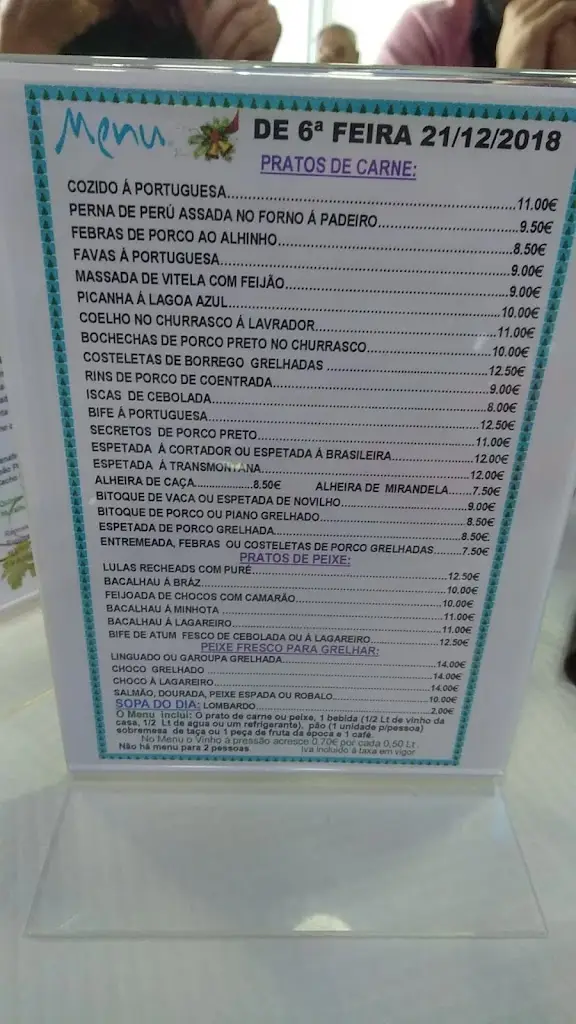 Menu DE 6ª FEIRA 21/12/2018
PRATOS DE CARNE:
COZIDO Á PORTUGUESA...11.00€
PERNA DE PERÚ ASSADA NO FORNO Á PADEIRO...9.50€
FEBRAS DE PORCO AO ALHINHO...8.50€
FAVAS Á PORTUGUESA...9.00€
MASSADA DE VITELA COM FEIJÃO...9.00€
PICANHA Á LAGOA AZUL...10.00€
COELHO NO CHURRASCO Á LAVRADOR...11.00€
BOCHECHAS DE PORCO PRETO NO CHURRASCO...10.00€
COSTELETAS DE BORREGO GRELHADAS...12.50€
RINS DE PORCO DE COENTRADA...9.00€
ISCAS DE CEBOLADA...8.00€
BIFE Á PORTUGUESA...12.50€
SECRETOS DE PORCO PRETO...11.00€
ESPETADA Á CORTADOR OU ESPETADA Á BRASILEIRA...12.00€
ESPETADA Á TRANSMONTANA...12.00€
ALHEIRA DE CAÇA...8.50€ ALHEIRA DE MIRANDELA...7.50€
BITOQUE DE VACA OU ESPETADA DE NOVILHO...9.00€
BITOQUE DE PORCO OU PIANO GRELHADO...8.50€
ESPETADA DE PORCO GRELHADA...8.50€
ENTREMEADA, FEBRAS OU COSTELETAS DE PORCO GRELHADAS...7.50€
PRATOS DE PEIXE:
LULAS RECHEADS COM PURÉ...12.50€
BACALHAU Á BRÁZ...10.00€
FEIJOADA DE CHOCOS COM CAMARÃO...10.00€
BACALHAU Á MINHOTA...11.00€
BACALHAU Á LAGAREIRO...11.00€
BIFE DE ATUM FESCO DE CEBOLADA OU Á LAGAREIRO...12.50€
PEIXE FRESCO PARA GRELHAR:
LINGUADO OU GAROUPA GRELHADA...14.00€
CHOCO GRELHADO...14.00€
CHOCO Á LAGAREIRO...14.00€
SALMÃO, DOURADA, PEIXE ESPADA OU ROBALO...10.00€
SOPA DO DIA: LOMBARDO...2.00€
O Menu inclui: O prato de carne ou peixe, 1 bebida (1/2 Lt de vinho da
casa, 1/2 Lt de agua ou um refrigerante), pão (1 unidade p/pessoa)
sobremesa de taça ou 1 peça de fruta da época e 1 café.
No Menu o Vinho à pressão acresce 0.70€ por cada 0,50 Lt.
Não há menu para 2 pessoas. Iva incluido à taxa em vigor